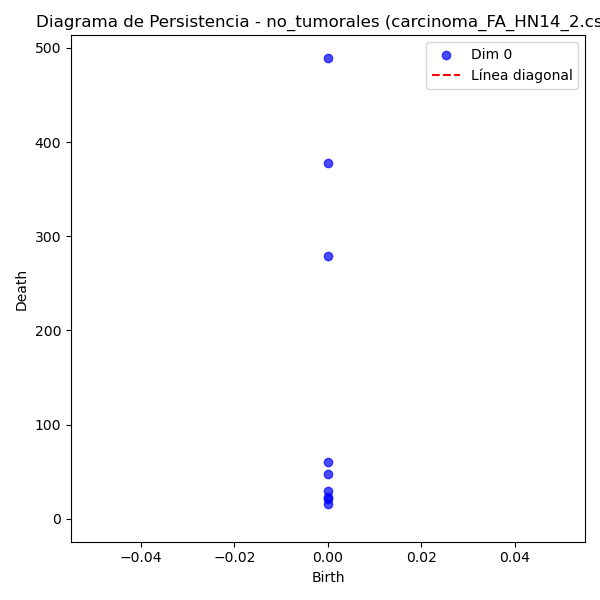 Diagrama de Persistencia - no_tumorales (carcinoma_FA_HN14_2.cs
Dim 0
Línea diagonal
500
400
300
200
100
0
Death
−0.04
−0.02
0.00
0.02
0.04
Birth